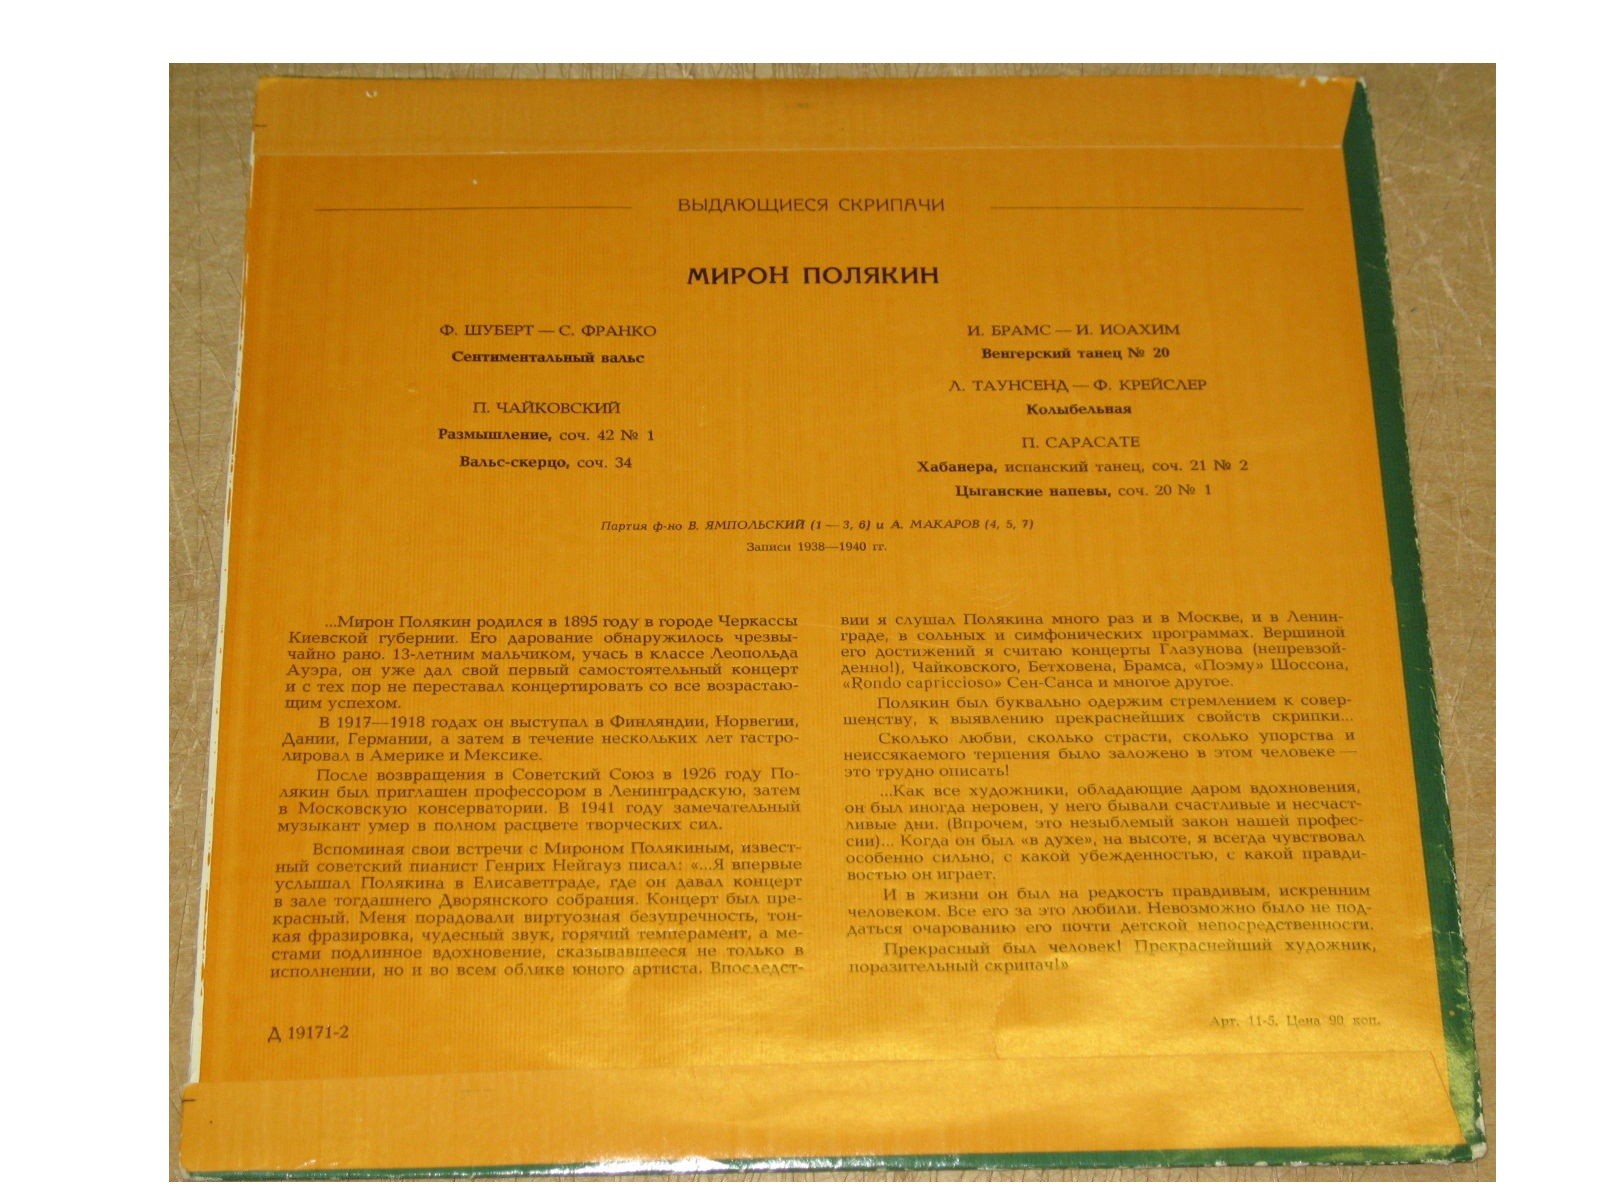 ВЫДАЮЩИЕСЯ СКРИПАЧИ
МИРОН ПОЛЯКИН
Ф. ШУБЕРТ — С. ФРАНКО
Сентиментальный вальс
П. ЧАЙКОВСКИЙ
Размышление, соч. 42 № 1
Вальс-скерцо, соч. 34
И. БРАМС — И. ИОАХИМ
Венгерский танец № 20
Л. ТАУНСЕНД — Ф. КРЕЙСЛЕР
Колыбельная
П. САРАСАТЕ
Хабанера, испанский танец, соч. 21 № 2
Цыганские напевы, соч. 20 № 1
Партия ф-но В. ЯМПОЛЬСКИЙ (1 — 3, 6) и А. МАКАРОВ (4, 5, 7)
Записи 1938—1940 гг.
...Мирон Полякин родился в 1895 году в городе Черкассы
Киевской губернии. Его дарование обнаружилось чрезвы-
чайно рано. 13-летним мальчиком, учась в классе Леопольда
Ауэра, он уже дал свой первый самостоятельный концерт
и с тех пор не переставал концертировать со все возрастаю-
щим успехом.
В 1917—1918 годах он выступал в Финляндии, Норвегии,
Дании, Германии, а затем в течение нескольких лет гастро-
лировал в Америке и Мексике.
После возвращения в Советский Союз в 1926 году По-
лякин был приглашен профессором в Ленинградскую, затем
в Московскую консерватории. В 1941 году замечательный
музыкант умер в полном расцвете творческих сил.
Вспоминая свои встречи с Мироном Полякиным, извест-
ный советский пианист Генрих Нейгауз писал: «...Я впервые
услышал Полякина в Елисаветграде, где он давал концерт
в зале тогдашнего Дворянского собрания. Концерт был пре-
красный. Меня порадовали виртуозная безупречность, тон-
кая фразировка, чудесный звук, горячий темперамент, а ме-
стами подлинное вдохновение, сказывавшееся не только в
исполнении, но и во всем облике юного артиста. Впоследст-
вии я слушал Полякина много раз и в Москве, и в Ленин-
граде, в сольных и симфонических программах. Вершиной
его достижений я считаю концерты Глазунова (непревзой-
денно!), Чайковского, Бетховена, Брамса, «Поэму» Шоссона,
«Rondo capriccioso» Сен-Санса и многое другое.
Полякин был буквально одержим стремлением к совер-
шенству, к выявлению прекраснейших свойств скрипки...
Сколько любви, сколько страсти, сколько упорства и
неиссякаемого терпения было заложено в этом человеке —
это трудно описать!
...Как все художники, обладающие даром вдохновения,
он был иногда неровен, у него бывали счастливые и несчаст-
ливые дни. (Впрочем, это незыблемый закон нашей профес-
сии)... Когда он был «в духе», на высоте, я всегда чувствовал
особенно сильно, с какой убежденностью, с какой правди-
востью он играет.
И в жизни он был на редкость правдивым, искренним
человеком. Все его за это любили. Невозможно было не под-
даться очарованию его почти детской непосредственности.
Прекрасный был человек! Прекраснейший художник,
поразительный скрипач!»
Д 19171-2
Арт. 11-5. Цена 90 коп.